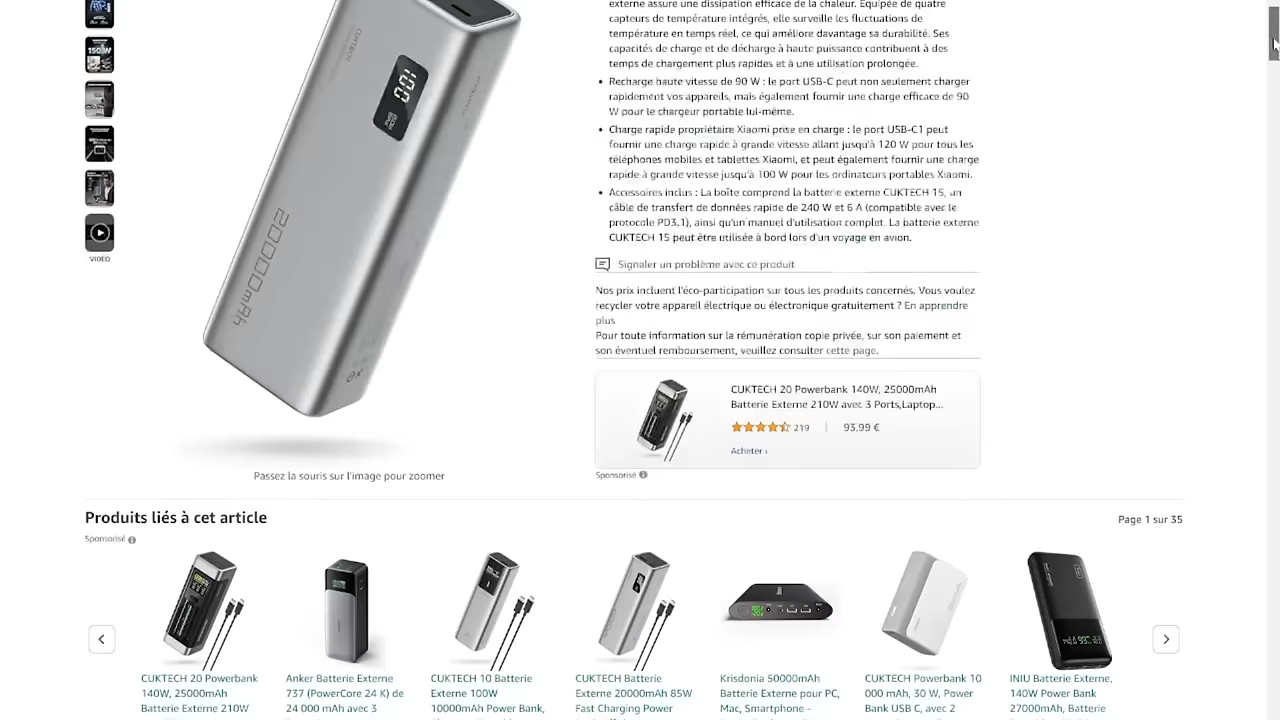 externe assure une dissipation efficace de la chaleur. Équipée de quatre
capteurs de température intégrés, elle surveille les fluctuations de
température en temps réel, ce qui améliore davantage sa durabilité. Ses
capacités de charge et de décharge à haute puissance contribuent à des
temps de chargement plus rapides et à une utilisation prolongée.
Recharge haute vitesse de 90 W : le port USB-C peut non seulement charger
rapidement vos appareils, mais également fournir une charge efficace de 90
W pour le chargeur portable lui-même.
Charge rapide propriétaire Xiaomi prise en charge : le port USB-C1 peut
fournir une charge rapide à grande vitesse allant jusqu'à 120 W pour tous les
téléphones mobiles et tablettes Xiaomi, et peut également fournir une charge
rapide à grande vitesse jusqu'à 100 W pour les ordinateurs portables Xiaomi.
Accessoires inclus : La boîte comprend la batterie externe CUKTECH 15, un
câble de transfert de données rapide de 240 W et 6 A (compatible avec le
protocole PD3.1), ainsi qu'un manuel d'utilisation complet. La batterie externe
CUKTECH 15 peut être utilisée à bord lors d'un voyage en avion.
150W
VIDÉO
CUKTECH
20000mAh
Signaler un problème avec ce produit
Nos prix incluent l'éco-participation sur tous les produits concernés. Vous voulez
recycler votre appareil électrique ou électronique gratuitement ? En apprendre
plus
Pour toute information sur la rémunération copie privée, sur son paiement et
son éventuel remboursement, veuillez consulter cette page.
CUKTECH 20 Powerbank 140W, 25000mAh
Batterie Externe 210W avec 3 Ports,Laptop...
219 | 93,99 €
Acheter ›
Sponsorisé
Passez la souris sur l'image pour zoomer
Produits liés à cet article
Page 1 sur 35
Sponsorisé
CUKTECH 20 Powerbank
140W, 25000mAh
Batterie Externe 210W
Anker Batterie Externe
737 (PowerCore 24 K) de
24 000 mAh avec 3
CUKTECH 10 Batterie
Externe 100W
10000mAh Power Bank,
CUKTECH Batterie
Externe 20000mAh 85W
Fast Charging Power
Krisdonia 50000mAh
Batterie Externe pour PC,
Mac, Smartphone -
CUKTECH Powerbank 10
000 mAh, 30 W, Power
Bank USB C, avec 2
INIU Batterie Externe,
140W Power Bank
27000mAh, Batterie